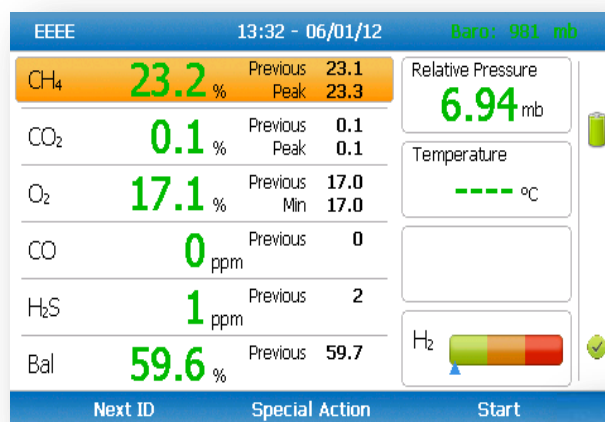 EEEE 13:32 - 06/01/12 Baro: 981 mb
CH₄ 23.2 % Previous 23.1
Peak 23.3
CO₂ 0.1 % Previous 0.1
Peak 0.1
O₂ 17.1 % Previous 17.0
Min 17.0
CO 0 ppm Previous 0
H₂S 1 ppm Previous 2
Bal 59.6 % Previous 59.7
Relative Pressure
6.94 mb
Temperature
---- ºC
H₂
Next ID Special Action Start